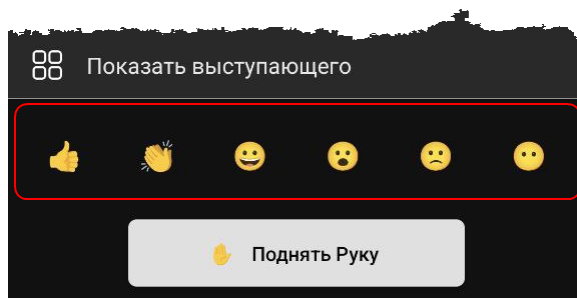 Показать выступающего
Поднять Руку